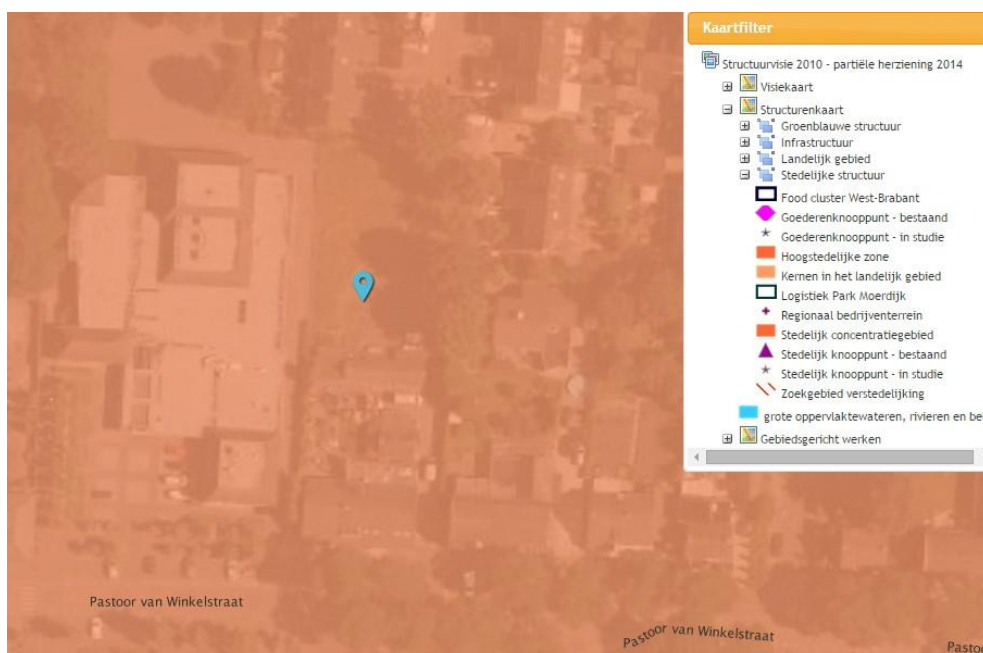 Kaartfilter
Structuurvisie 2010 - partiële herziening 2014
Visiekaart
Structurenkaart
Groenblauwe structuur
Infrastructuur
Landelijk gebied
Stedelijke structuur
Food cluster West-Brabant
Goederenknooppunt - bestaand
Goederenknooppunt - in studie
Hoogstedelijke zone
Kernen in het landelijk gebied
Logistiek Park Moerdijk
Regionaal bedrijventerrein
Stedelijk concentratiegebied
Stedelijk knooppunt - bestaand
Stedelijk knooppunt - in studie
Zoekgebied verstedelijking
grote oppervlaktewateren, rivieren en be
Gebiedsgericht werken
Pastoor van Winkelstraat
Pastoor van Winkelstraat
Pastoo